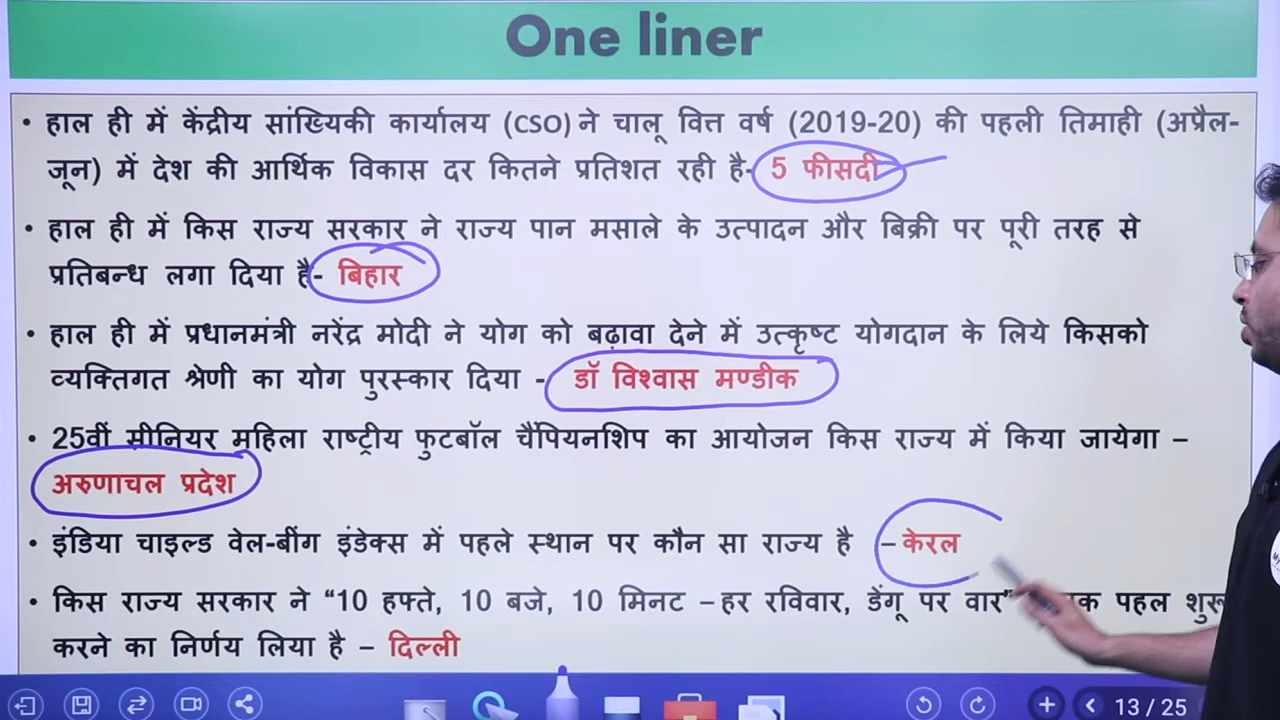 One liner
• हाल ही में केंद्रीय सांख्यिकी कार्यालय (CSO) ने चालू वित्त वर्ष (2019-20) की पहली तिमाही (अप्रैल-
जून) में देश की आर्थिक विकास दर कितने प्रतिशत रही है- 5 फीसदी
• हाल ही में किस राज्य सरकार ने राज्य पान मसाले के उत्पादन और बिक्री पर पूरी तरह से
प्रतिबन्ध लगा दिया है- बिहार
• हाल ही में प्रधानमंत्री नरेंद्र मोदी ने योग को बढ़ावा देने में उत्कृष्ट योगदान के लिये किसको
व्यक्तिगत श्रेणी का योग पुरस्कार दिया - डॉ विश्वास मण्डीक
• 25वीं सीनियर महिला राष्ट्रीय फुटबॉल चैंपियनशिप का आयोजन किस राज्य में किया जायेगा –
अरुणाचल प्रदेश
• इंडिया चाइल्ड वेल-बींग इंडेक्स में पहले स्थान पर कौन सा राज्य है – केरल
• किस राज्य सरकार ने “10 हफ्ते, 10 बजे, 10 मिनट – हर रविवार, डेंगू पर वार” पहल शुरू
करने का निर्णय लिया है – दिल्ली
13 / 25